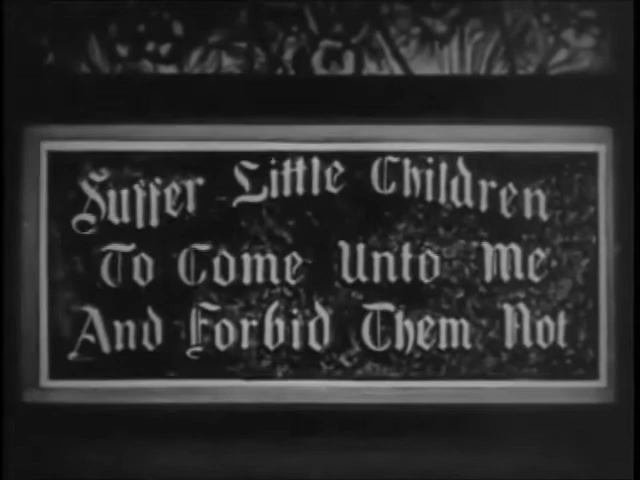 Suffer Little Children
To Come Unto Me
And Forbid Them Not